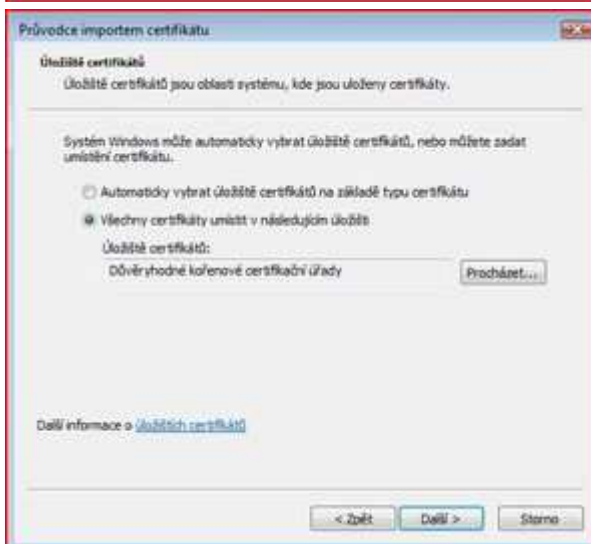 Průvodce importem certifikátu
Úložiště certifikátů
Úložiště certifikátů jsou oblasti systému, kde jsou uloženy certifikáty.
Systém Windows může automaticky vybrat úložiště certifikátů, nebo můžete zadat
umístění certifikátu.
Automaticky vybrat úložiště certifikátů na základě typu certifikátu
Všechny certifikáty umístit v následujícím úložišti
Úložiště certifikátů:
Důvěryhodné kořenové certifikační úřady
Procházet...
Další informace o úložištích certifikátů
< Zpět
Další >
Storno